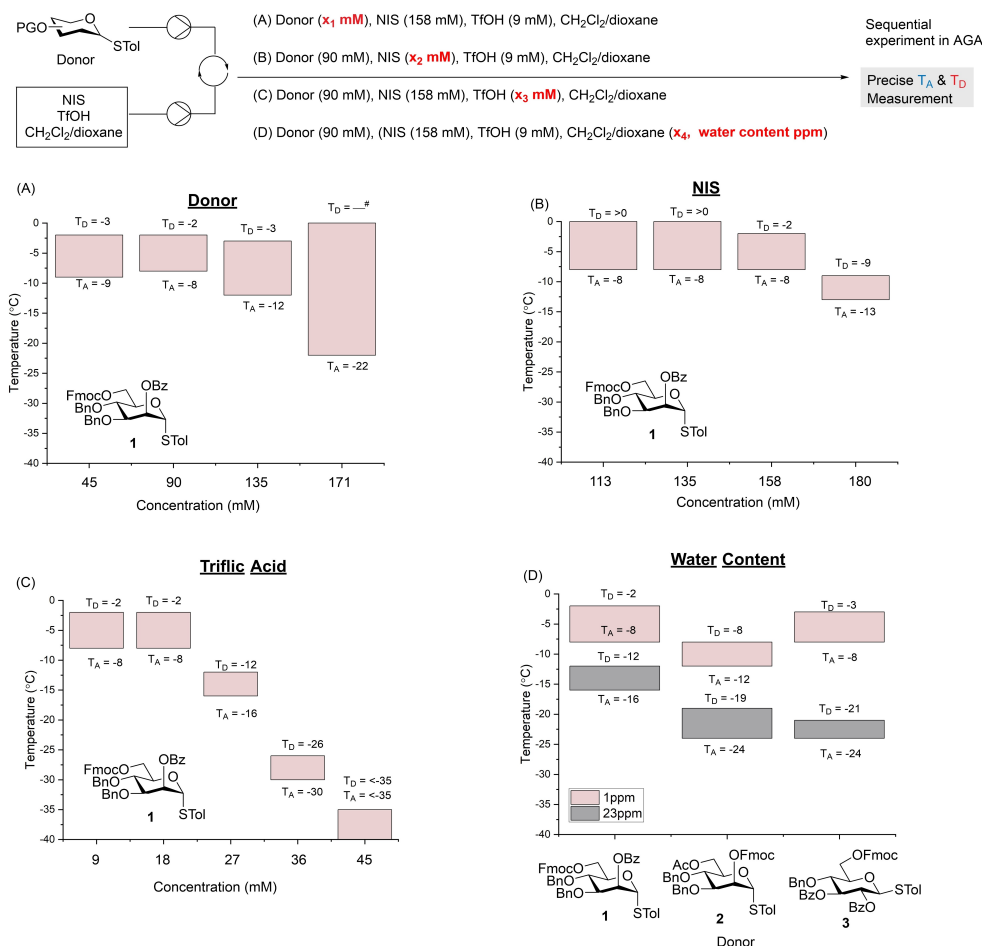 PGO
O
STol
Donor
NIS
TfOH
CH2Cl2/dioxane
(A) Donor (x1 mM), NIS (158 mM), TfOH (9 mM), CH2Cl2/dioxane
(B) Donor (90 mM), NIS (x2 mM), TfOH (9 mM), CH2Cl2/dioxane
(C) Donor (90 mM), NIS (158 mM), TfOH (x3 mM), CH2Cl2/dioxane
(D) Donor (90 mM), (NIS (158 mM), TfOH (9 mM), CH2Cl2/dioxane (x4, water content ppm)
Sequential
experiment in AGA
Precise TA & TD
Measurement
(A)
Donor
TD = —#
TD = -3
TD = -2
TD = -3
TA = -9
TA = -8
TA = -12
TA = -22
0
-5
-10
-15
-20
-25
-30
-35
-40
Temperature (°C)
FmocO
OBz
BnO
O
BnO
1
STol
45 90 135 171
Concentration (mM)
NIS
(B)
TD = >0
TD = >0
TD = -2
TD = -9
TA = -8
TA = -8
TA = -8
TA = -13
0
-5
-10
-15
-20
-25
-30
-35
-40
Temperature (°C)
FmocO
OBz
BnO
O
BnO
1
STol
113 135 158 180
Concentration (mM)
Triflic Acid
(C)
TD = -2
TD = -2
TA = -8
TA = -8
TD = -12
TA = -16
TD = -26
TA = -30
TD = <-35
TA = <-35
0
-5
-10
-15
-20
-25
-30
-35
-40
Temperature (°C)
FmocO
OBz
BnO
O
BnO
1
STol
9 18 27 36 45
Concentration (mM)
Water Content
(D)
TD = -2
TA = -8
TD = -12
TA = -16
TD = -8
TA = -12
TD = -19
TA = -24
TD = -3
TA = -8
TD = -21
TA = -24
0
-5
-10
-15
-20
-25
-30
-35
-40
Temperature (°C)
1ppm
23ppm
FmocO
OBz
BnO
O
BnO
1
STol
AcO
OFmoc
BnO
O
BnO
2
STol
OFmoc
BnO
O
BzO
STol
BzO
3
Donor